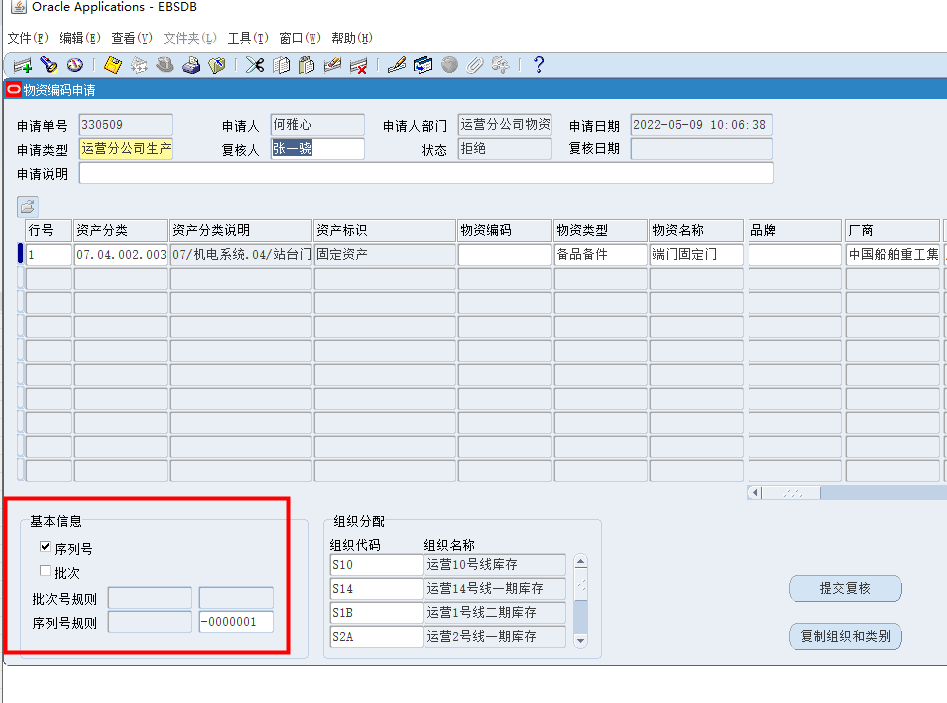 Oracle Applications - EBSDB
文件(F) 编辑(E) 查看(V) 文件夹(L) 工具(T) 窗口(W) 帮助(H)
物资编码申请
申请单号 330509 申请人 何雅心 申请人部门 运营分公司物资 申请日期 2022-05-09 10:06:38
申请类型 运营分公司生产 复核人 张一骁 状态 拒绝 复核日期
申请说明
行号 资产分类 资产分类说明 资产标识 物资编码 物资类型 物资名称 品牌 厂商
1 07.04.002.003 07/机电系统.04/站台门 固定资产 备品备件 端门固定门 中国船舶重工集
基本信息
序列号
批次
批次号规则
序列号规则 -0000001
组织分配
组织代码 组织名称
S10 运营10号线库存
S14 运营14号线一期库存
S1B 运营1号线二期库存
S2A 运营2号线一期库存
提交复核
复制组织和类别